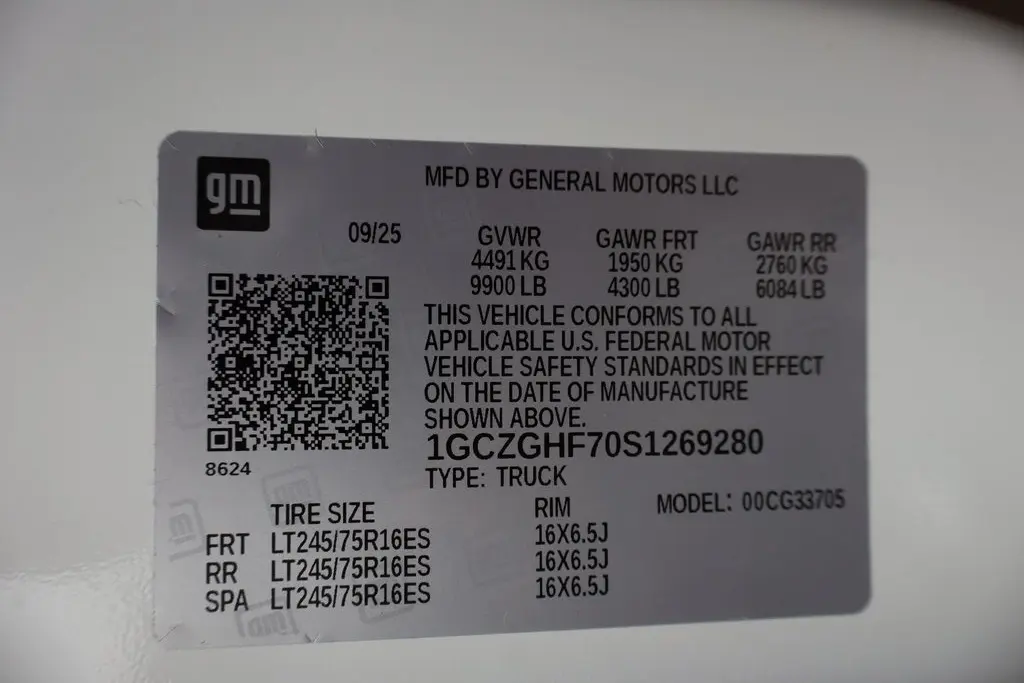 gm
MFD BY GENERAL MOTORS LLC
09/25 GVWR GAWR FRT GAWR RR
4491 KG 1950 KG 2760 KG
9900 LB 4300 LB 6084 LB
THIS VEHICLE CONFORMS TO ALL
APPLICABLE U.S. FEDERAL MOTOR
VEHICLE SAFETY STANDARDS IN EFFECT
ON THE DATE OF MANUFACTURE
SHOWN ABOVE.
1GCZGHF70S1269280
8624
TYPE: TRUCK
TIRE SIZE RIM MODEL: 00CG33705
FRT LT245/75R16ES 16X6.5J
RR LT245/75R16ES 16X6.5J
SPA LT245/75R16ES 16X6.5J